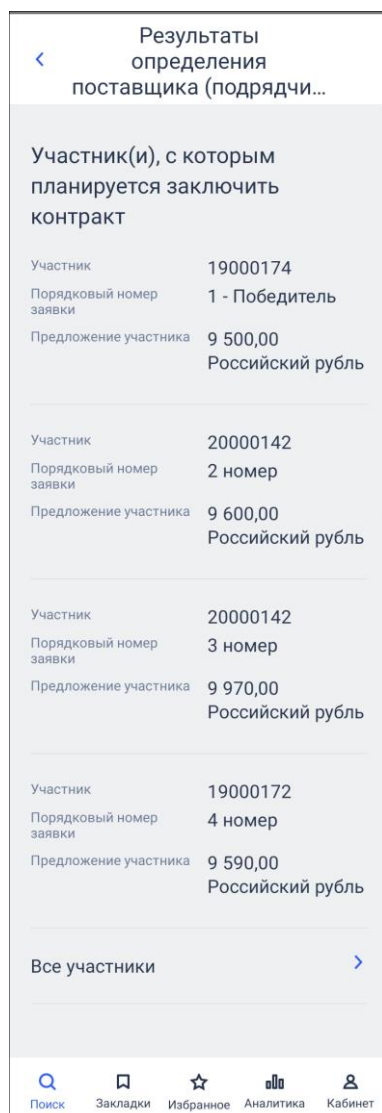 Результаты
определения
поставщика (подрядчи...
Участник(и), с которым
планируется заключить
контракт
Участник 19000174
Порядковый номер
заявки 1 - Победитель
Предложение участника 9 500,00
Российский рубль
Участник 20000142
Порядковый номер
заявки 2 номер
Предложение участника 9 600,00
Российский рубль
Участник 20000142
Порядковый номер
заявки 3 номер
Предложение участника 9 970,00
Российский рубль
Участник 19000172
Порядковый номер
заявки 4 номер
Предложение участника 9 590,00
Российский рубль
Все участники
Поиск Закладки Избранное Аналитика Кабинет